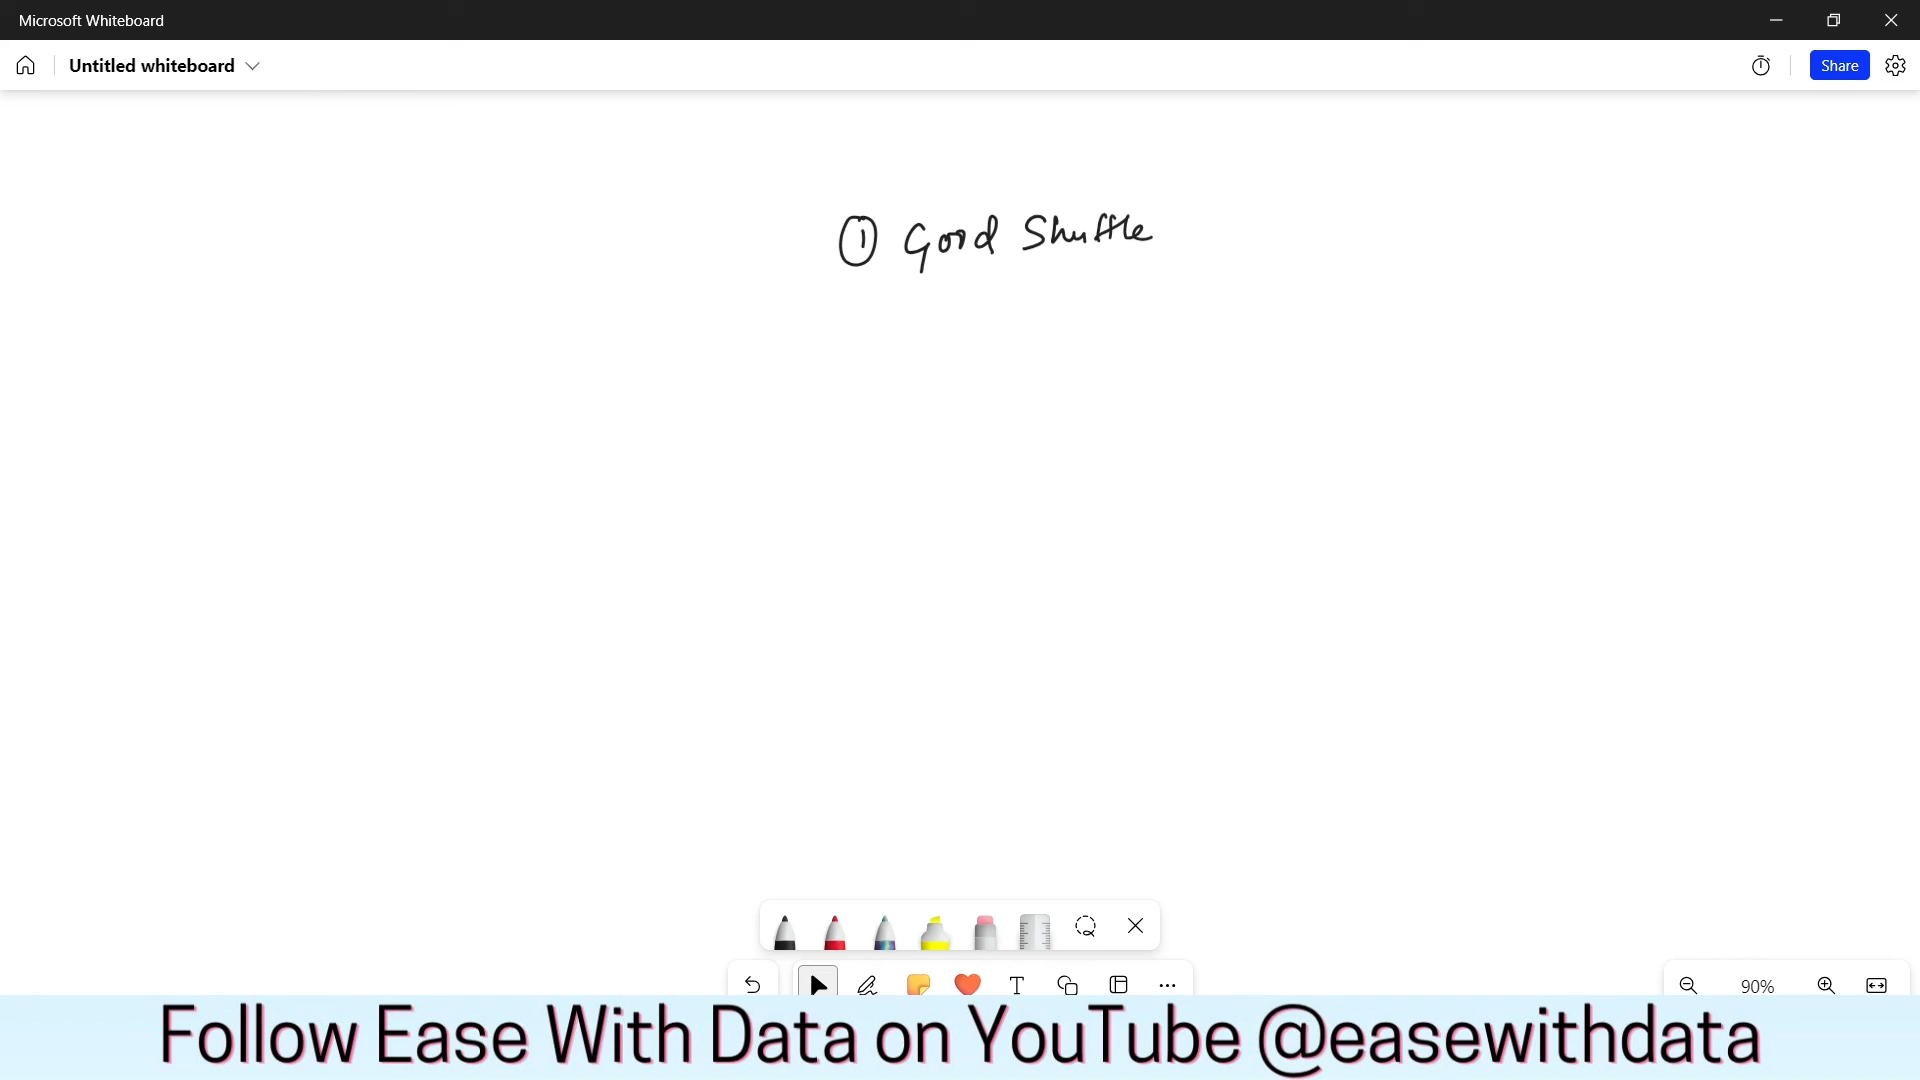 Microsoft Whiteboard
Untitled whiteboard
Share
① Good Shuffle
90%
Follow Ease With Data on YouTube @easewithdata